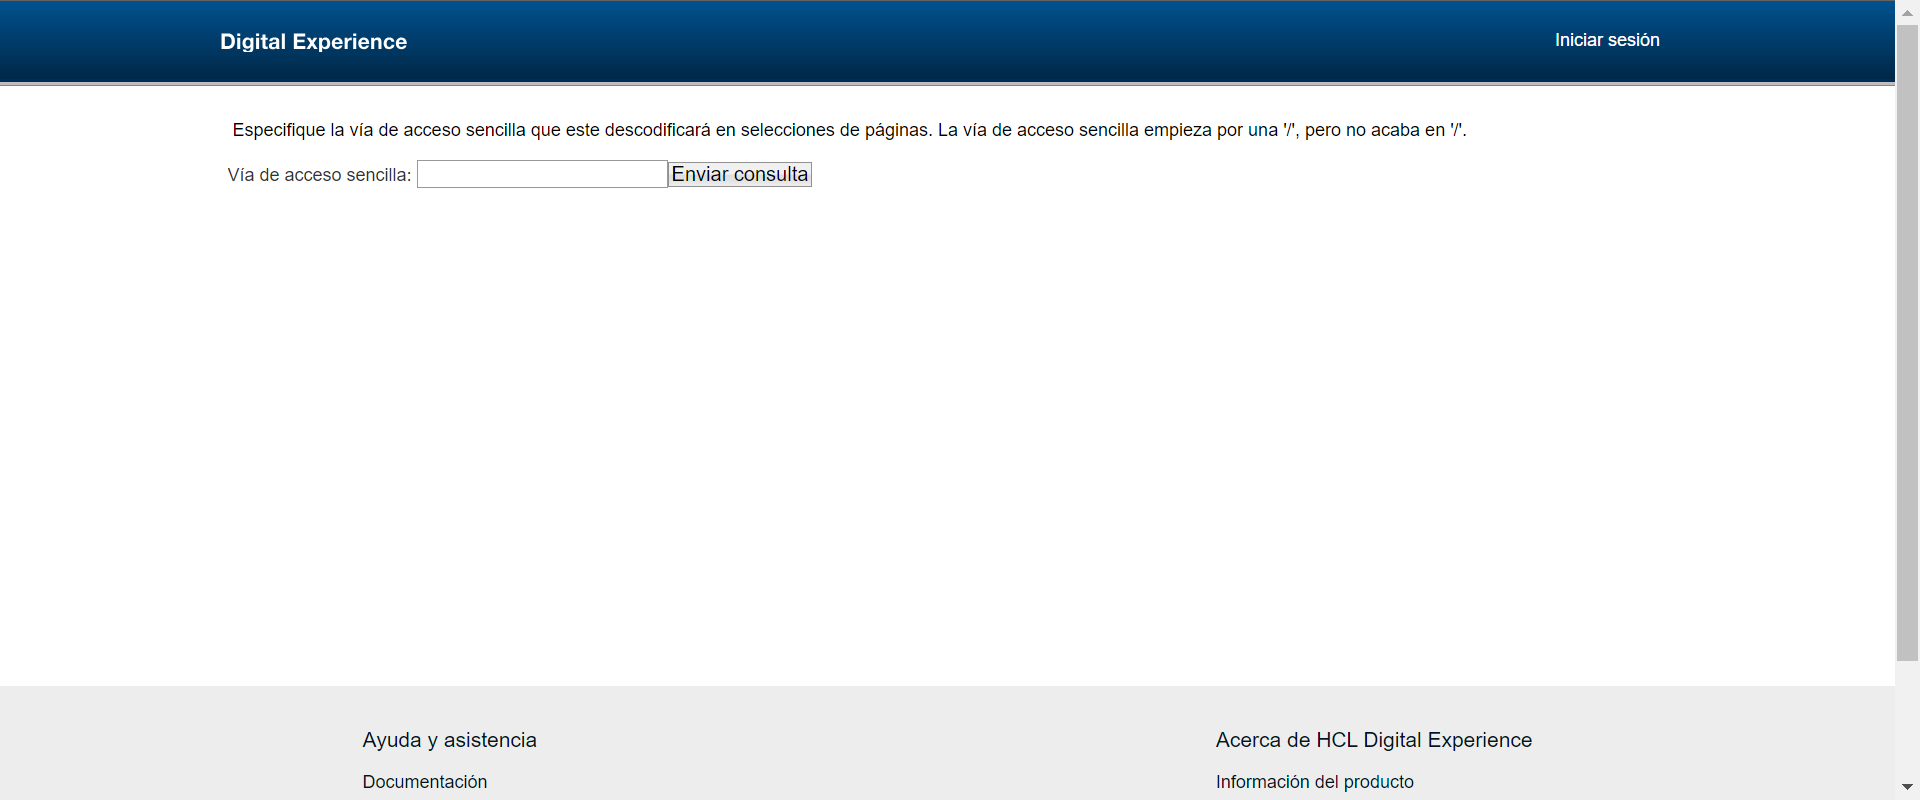 Digital Experience
Iniciar sesión
Especifique la vía de acceso sencilla que este descodificará en selecciones de páginas. La vía de acceso sencilla empieza por una '/', pero no acaba en '/'.
Vía de acceso sencilla:
Enviar consulta
Ayuda y asistencia
Documentación
Acerca de HCL Digital Experience
Información del producto